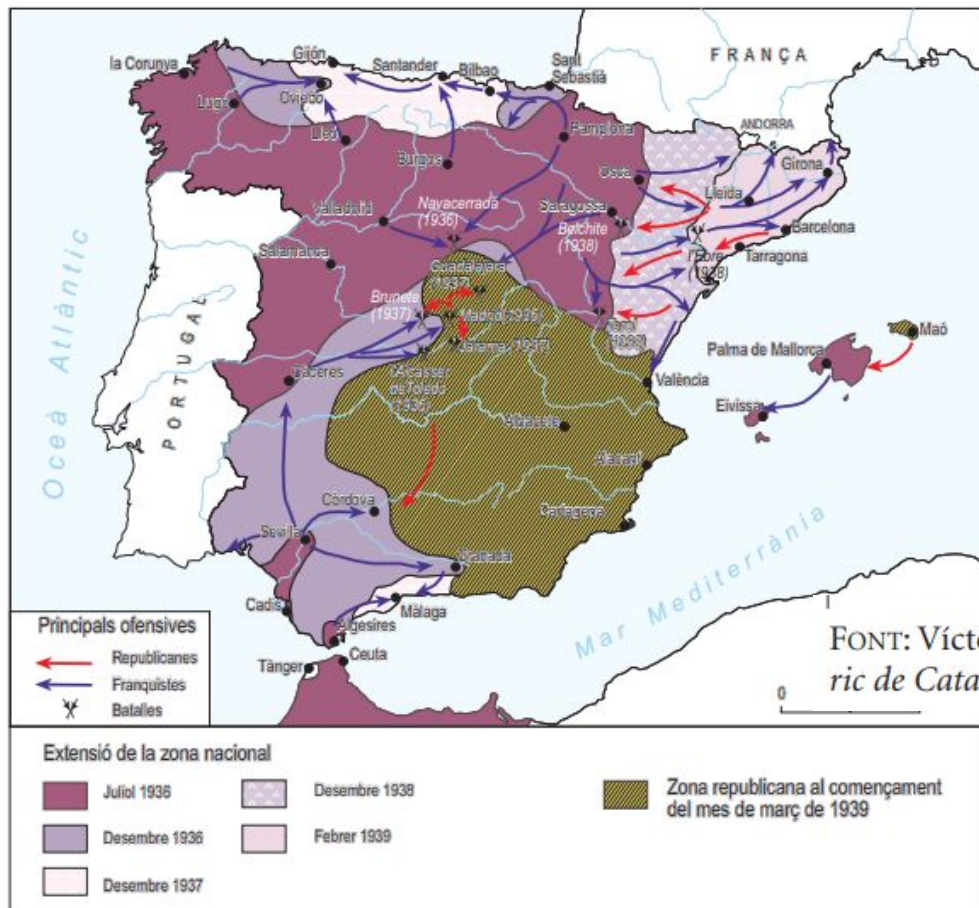 FRANÇA
ANDORRA
Oceà Atlàntic
PORTUGAL
Mar Mediterrània
la Corunya
Gijón
Santander
Bilbao
Sant
Sebastià
Lugo
Oviedo
Lleó
Burgos
Pamplona
Osca
Lleida
Girona
Barcelona
Tarragona
Saragossa
Belchite
(1938)
l'Ebre
(1938)
Valladolid
Navacerrada
(1936)
Salamanca
Guadalajara
(1937)
Brunete
(1937)
Madrid (1936)
Jarama (1937)
l'Alcàsser
de Toledo
(1936)
Càceres
València
Palma de Mallorca
Maó
Eivissa
Albacete
Alacant
Cartagena
Còrdova
Sevilla
Granada
Cadis
Màlaga
Algesires
Ceuta
Tànger
Principals ofensives
Republicanes
Franquistes
Batalles
FONT: Vícto
ric de Cata
0
Extensió de la zona nacional
Juliol 1936
Desembre 1936
Desembre 1937
Desembre 1938
Febrer 1939
Zona republicana al començament
del mes de març de 1939